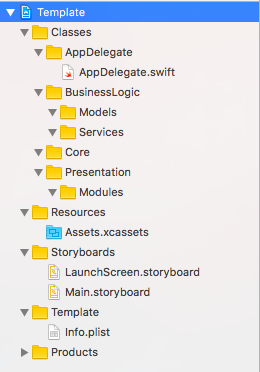 Template
Classes
AppDelegate
AppDelegate.swift
BusinessLogic
Models
Services
Core
Presentation
Modules
Resources
Assets.xcassets
Storyboards
LaunchScreen.storyboard
Main.storyboard
Template
Info.plist
Products